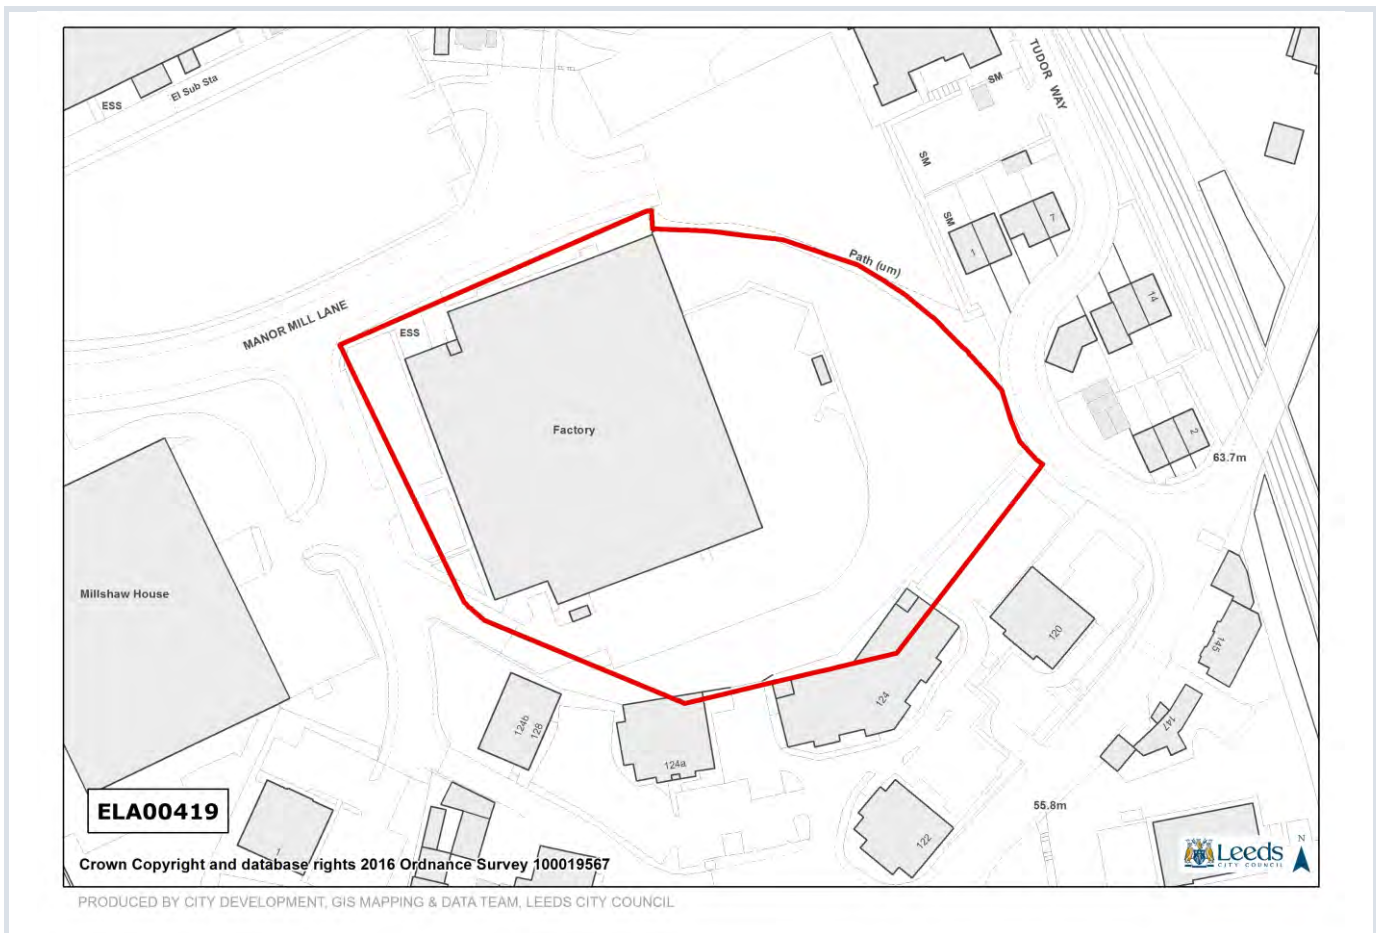 TUDOR WAY
SM
El Sub Sta
ESS
SM
SM
7
1
Path (um)
14
MANOR MILL LANE
ESS
Factory
2
63.7m
Millshaw House
120
145
124
124b
128
147
124a
55.8m
ELA00419
122
1
Leeds
CITY COUNCIL
N
Crown Copyright and database rights 2016 Ordnance Survey 100019567
PRODUCED BY CITY DEVELOPMENT, GIS MAPPING & DATA TEAM, LEEDS CITY COUNCIL